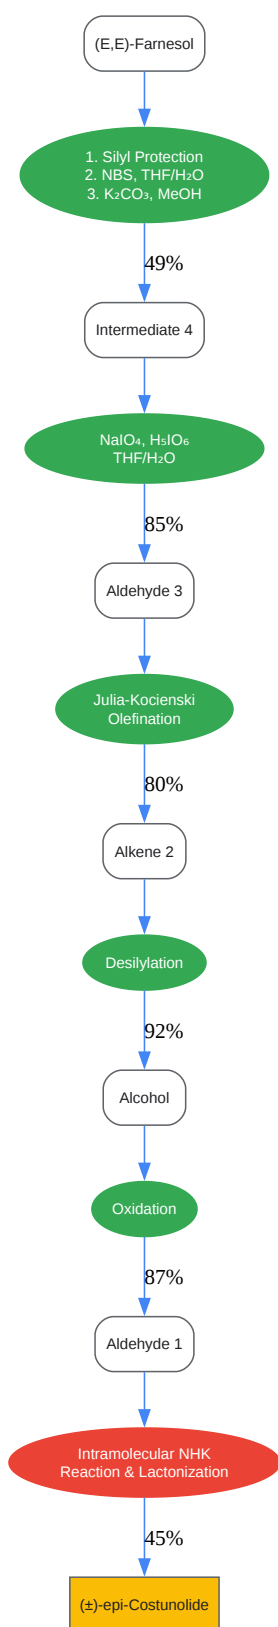 (E,E)-Farnesol
1. Silyl Protection
2. NBS, THF/H₂O
3. K₂CO₃, MeOH
49%
Intermediate 4
NaIO₄, H₅IO₆
THF/H₂O
85%
Aldehyde 3
Julia-Kocienski
Olefination
80%
Alkene 2
Desilylation
92%
Alcohol
Oxidation
87%
Aldehyde 1
Intramolecular NHK
Reaction & Lactonization
45%
(±)-epi-Costunolide